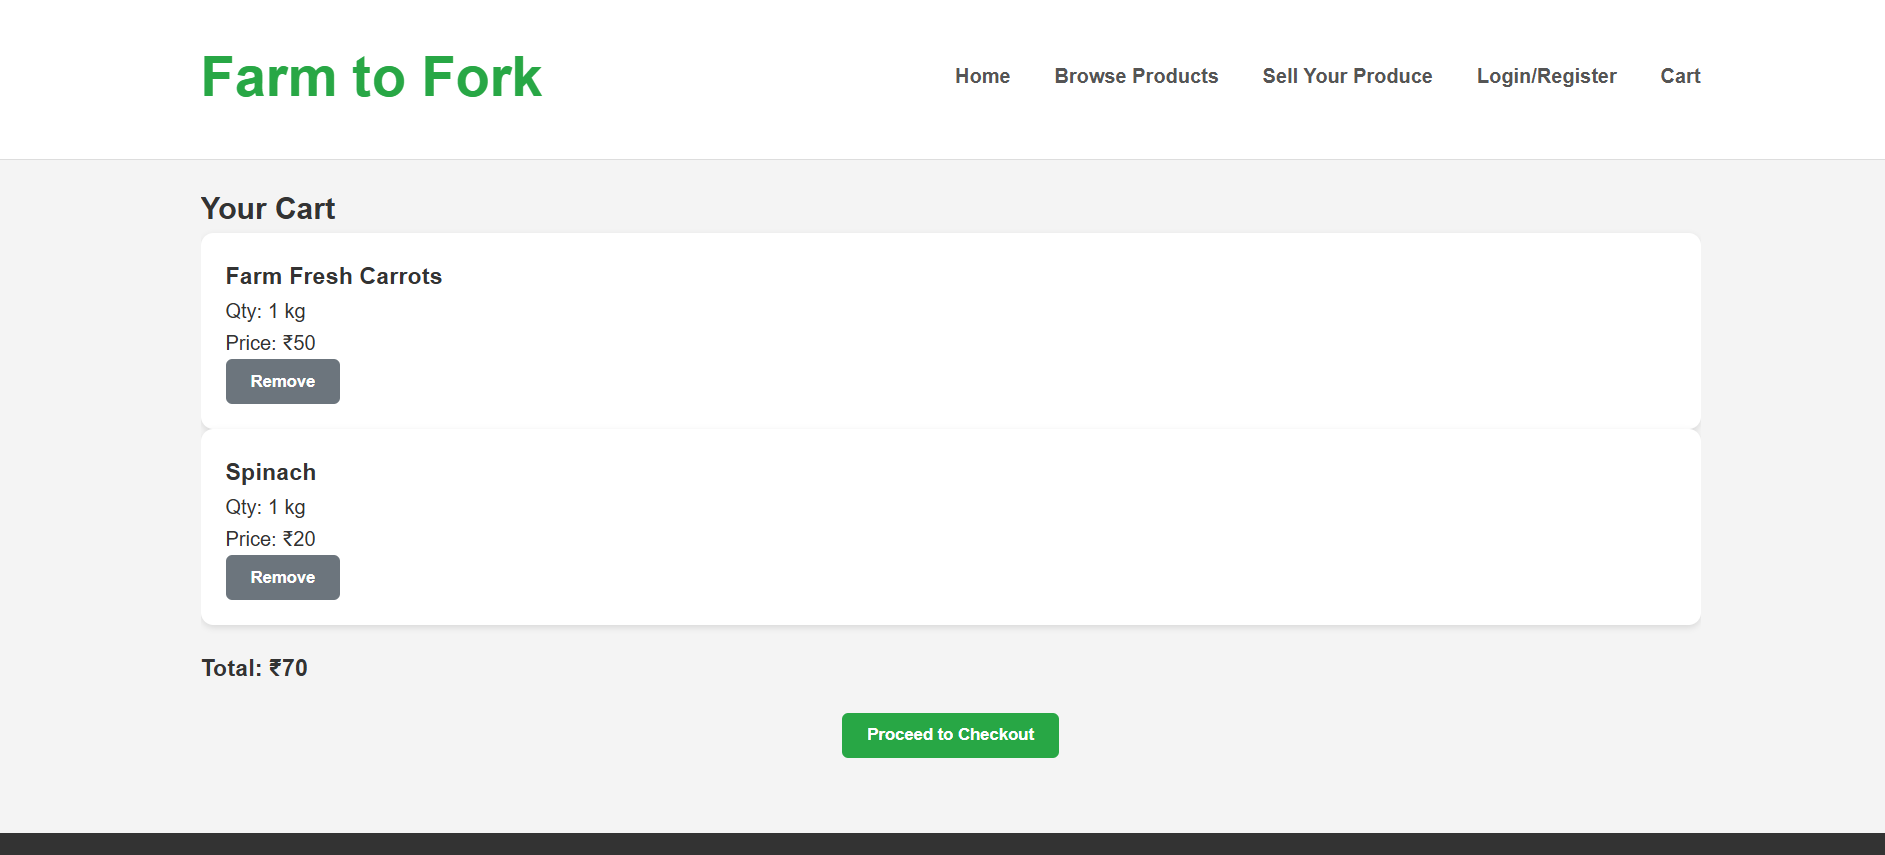 Farm to Fork
Home Browse Products Sell Your Produce Login/Register Cart
Your Cart
Farm Fresh Carrots
Qty: 1 kg
Price: ₹50
Remove
Spinach
Qty: 1 kg
Price: ₹20
Remove
Total: ₹70
Proceed to Checkout